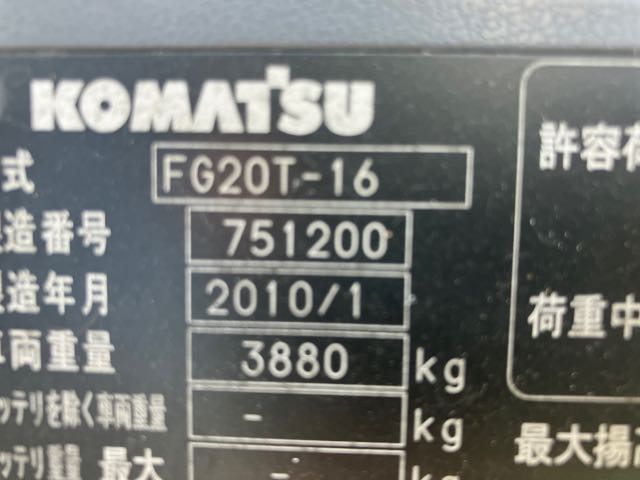 KOMATSU
式 FG20T-16
造番号 751200
造年月 2010/1
両重量 3880 kg
ッテリを除く車両重量 - kg
ッテリ重量 最大 - kg
許容荷
荷重中
最大揚高